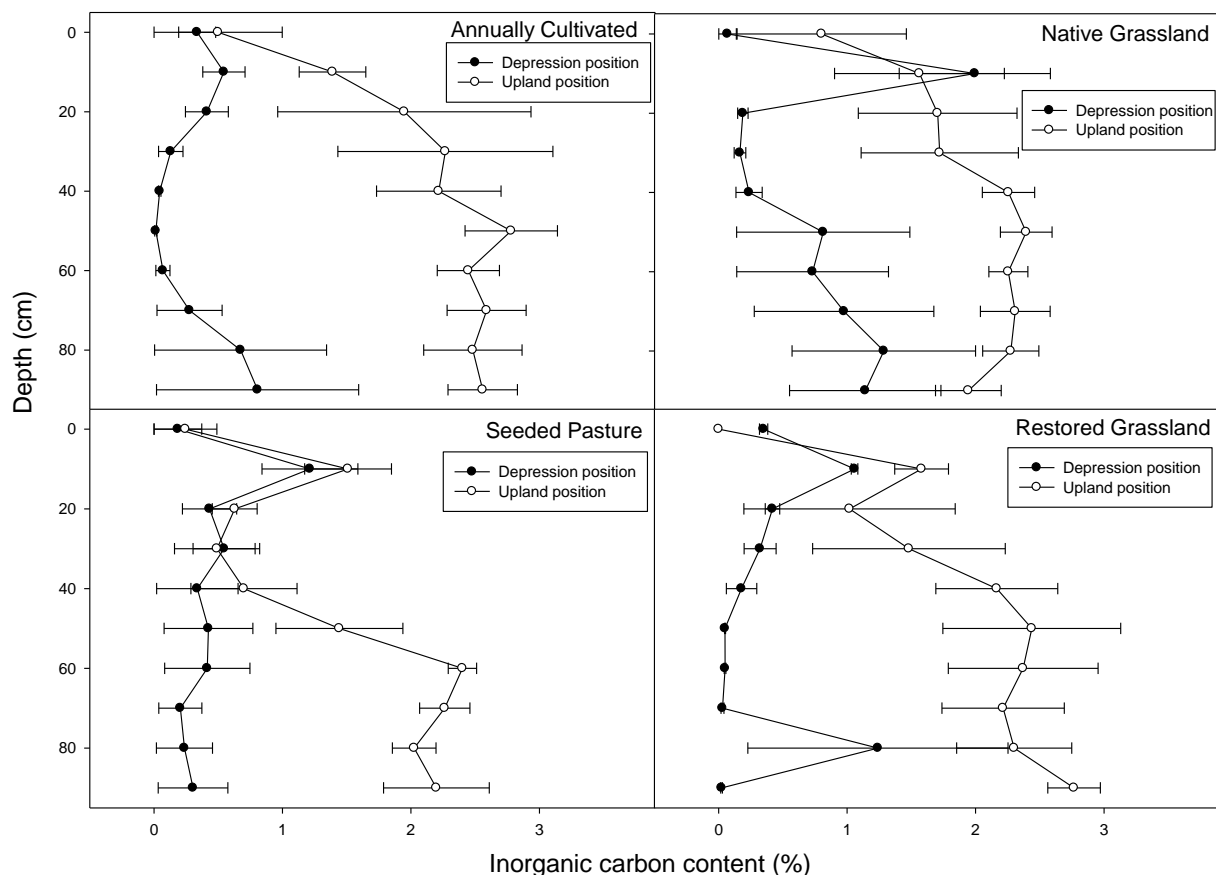 Annually Cultivated
Depression position
Upland position
Native Grassland
Depression position
Upland position
0
20
40
60
80
Depth (cm)
Seeded Pasture
Depression position
Upland position
Restored Grassland
Depression position
Upland position
0
20
40
60
80
0 1 2 3
0 1 2 3
Inorganic carbon content (%)